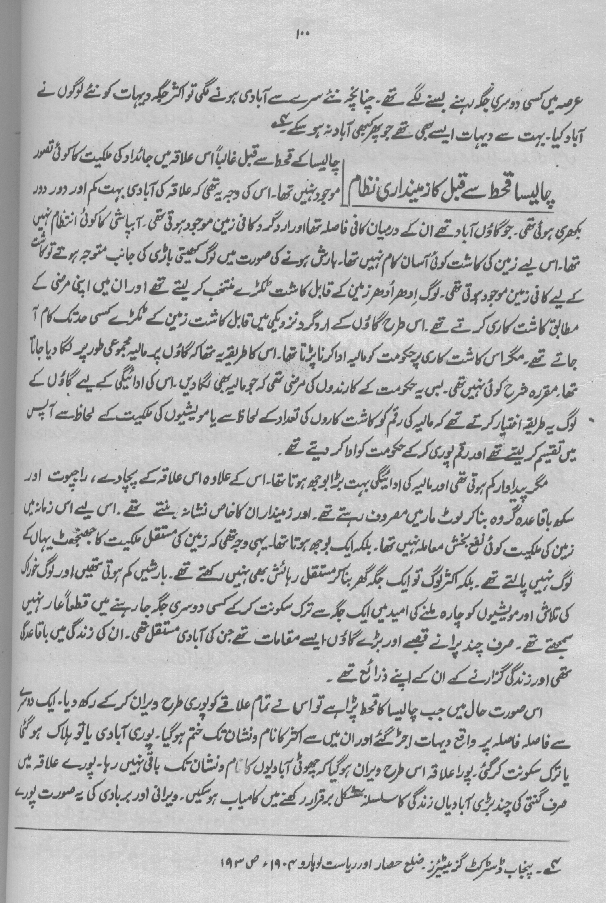 ۱۰۰
عرصہ میں کسی دوسری جگہ رہنے بسنے لگے تھے۔ چنانچہ نئے سرے سے آبادی ہونے لگی تو اکثر جگہ دیہات کو نئے لوگوں نے
آباد کیا۔ بہت سے دیہات ایسے بھی تھے جو پھر کبھی آباد نہ ہو سکے ؎
چالیسا قحط سے قبل کا زمینداری نظام
چالیسا کے قحط سے قبل غالباً اس علاقہ میں جائداد کی ملکیت کا کوئی تصور
موجود نہیں تھا۔ اس کی وجہ یہ تھی کہ علاقہ کی آبادی بہت کم اور دور دور
بکھری ہوئی تھی۔ جو گاؤں آباد تھے ان کے درمیان کافی فاصلہ تھا اور ارد گرد کافی زمین موجود ہوتی تھی۔ آبپاشی کا کوئی انتظام نہیں
تھا۔ اس لیے زمین کی کاشت کوئی آسان کام نہیں تھا۔ بارش ہونے کی صورت میں لوگ کھیتی باڑی کی جانب متوجہ ہوتے تو کاشت
کے لیے کافی زمین موجود ہوتی تھی۔ لوگ اِدھر اُدھر زمین کے قابل کاشت ٹکڑے منتخب کر لیتے تھے اور ان میں اپنی مرضی کے
مطابق کاشت کاری کرتے تھے۔ اس طرح گاؤں کے ارد گرد نزدیکی میں قابل کاشت زمین کے ٹکڑے کسی حد تک کام آ
جاتے تھے۔ مگر اس کاشت کاری پر حکومت کو مالیہ ادا کرنا پڑتا تھا۔ اس کا طریقہ یہ تھا کہ گاؤں پر مالیہ مجموعی طور پر لگا دیا جاتا
تھا۔ مقررہ شرح کوئی نہیں تھی۔ بس یہ حکومت کے کارندوں کی مرضی تھی کہ جو مالیہ بھی لگا دیں۔ اس کی ادائیگی کے لیے گاؤں کے
لوگ یہ طریقہ اختیار کرتے تھے کہ مالیہ کی رقم کو کاشت کاروں کی تعداد کے لحاظ سے یا مویشیوں کی ملکیت کے لحاظ سے آپس
میں تقسیم کر لیتے تھے اور رقم پوری کر کے حکومت کو ادا کر دیتے تھے۔
مگر پیداوار کم ہوتی تھی اور مالیہ کی ادائیگی بہت بڑا بوجھ ہوتا تھا۔ اس کے علاوہ اس علاقہ کے پچادے، راجپوت اور
سکھ باقاعدہ گروہ بنا کر لوٹ مار میں مصروف رہتے تھے۔ اور زمیندار ان کا خاص نشانہ بنتے تھے۔ اس لیے اس زمانہ میں
زمین کی ملکیت کوئی نفع بخش معاملہ نہیں تھا۔ بلکہ ایک بوجھ ہوتا تھا۔ یہی وجہ تھی کہ زمین کی مستقل ملکیت کا جھنجھٹ یہاں کے
لوگ نہیں پالتے تھے۔ بلکہ اکثر لوگ تو ایک جگہ گھر بنا کر مستقل رہائش بھی نہیں رکھتے تھے۔ بارشیں کم ہوتی تھیں اور لوگ خوراک
کی تلاش اور مویشیوں کو چارہ ملنے کی امید میں ایک جگہ سے ترک سکونت کر کے کسی دوسری جگہ جا رہنے میں قطعاً عار نہیں
سمجھتے تھے۔ صرف چند پرانے قصبے اور بڑے گاؤں ایسے مقامات تھے جن کی آبادی مستقل تھی۔ ان کی زندگی میں باقاعدگی
تھی اور زندگی گزارنے کے ان کے اپنے ذرائع تھے۔
اس صورت حال میں جب چالیسا کا قحط پڑا ہے تو اس نے تمام علاقے کو پوری طرح ویران کر کے رکھ دیا۔ ایک دوسرے
سے فاصلہ فاصلہ پر واقع دیہات اجڑ گئے اور ان میں سے اکثر کا نام و نشان تک ختم ہو گیا۔ پوری آبادی یا تو ہلاک ہو گئی
یا ترک سکونت کر گئی۔ پورا علاقہ اس طرح ویران ہو گیا کہ چھوٹی آبادیوں کا نام و نشان تک باقی نہیں رہا۔ پورے علاقہ میں
صرف گنتی کی چند بڑی آبادیاں زندگی کا سلسلہ بمشکل برقرار رکھنے میں کامیاب ہو سکیں۔ ویرانی اور بربادی کی یہ صورت پورے
؎۔ پنجاب ڈسٹرکٹ گزیٹیئرز۔ ضلع حصار اور ریاست لوہارو ۱۹۰۴ء ص ۱۹۳